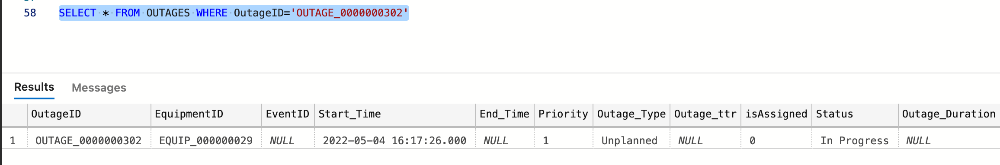 58 SELECT * FROM OUTAGES WHERE OutageID='OUTAGE_0000000302'
Results Messages
OutageID EquipmentID EventID Start_Time End_Time Priority Outage_Type Outage_ttr isAssigned Status Outage_Duration
1 OUTAGE_0000000302 EQUIP_000000029 NULL 2022-05-04 16:17:26.000 NULL 1 Unplanned NULL 0 In Progress NULL